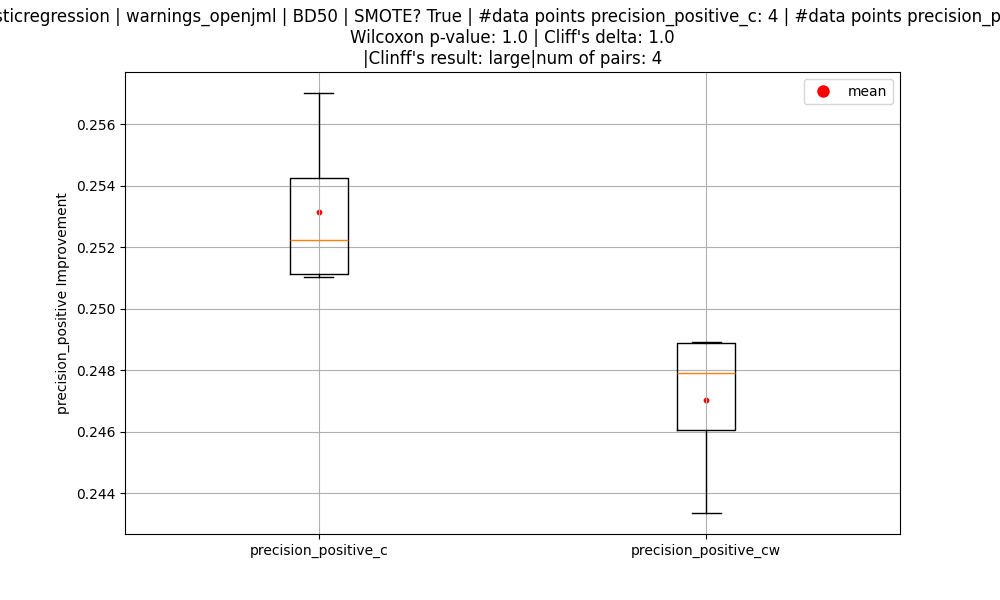 sticregression | warnings_openjml | BD50 | SMOTE? True | #data points precision_positive_c: 4 | #data points precision_p
Wilcoxon p-value: 1.0 | Cliff's delta: 1.0
|Clinff's result: large|num of pairs: 4
mean
0.256
0.254
0.252
0.250
0.248
0.246
0.244
precision_positive Improvement
precision_positive_c
precision_positive_cw